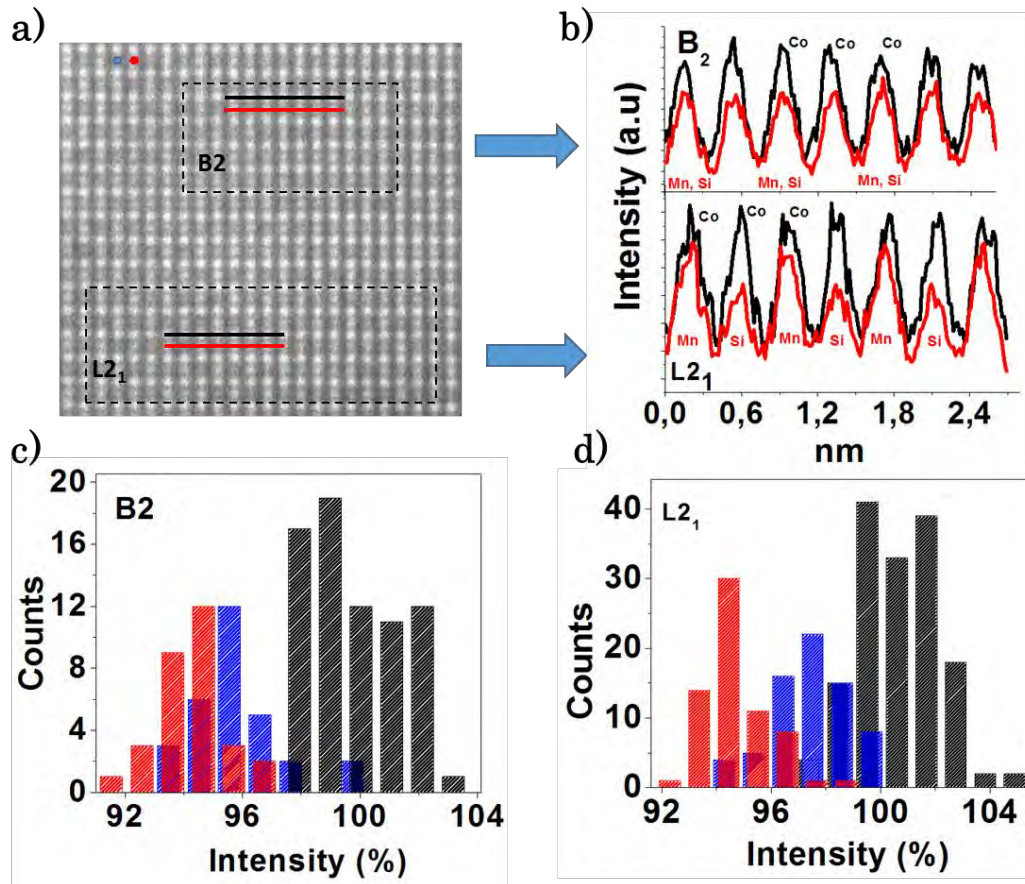 a)
B2
L2₁
b)
B₂
Co
Co
Co
Mn, Si
Mn, Si
Mn, Si
Co
Co
Co
Mn
Si
Mn
Si
Mn
Si
L2₁
Intensity (a.u)
0,0
0,6
1,2
1,8
2,4
nm
c)
B2
20
16
12
8
4
0
Counts
92
96
100
104
Intensity (%)
d)
L2₁
40
30
20
10
0
Counts
92
96
100
104
Intensity (%)